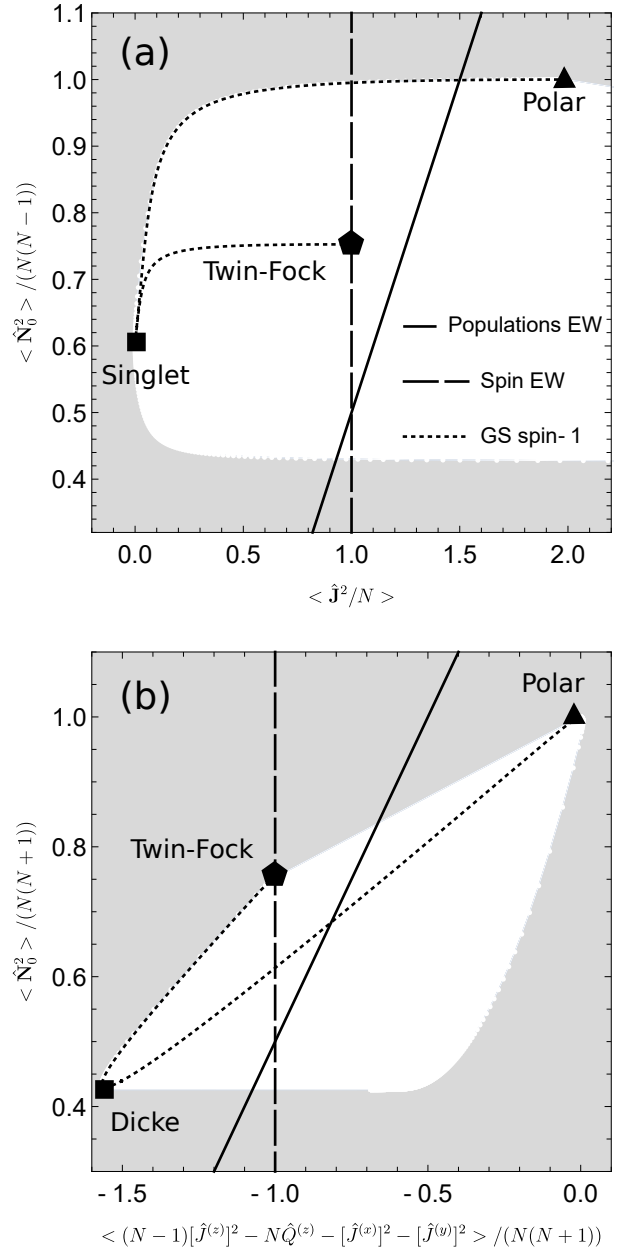 (a)
1.1
1.0
0.9
0.8
0.7
0.6
0.5
0.4
< N̂₀² > /(N(N − 1))
Polar
Twin-Fock
Singlet
Populations EW
Spin EW
GS spin- 1
0.0
0.5
1.0
1.5
2.0
< Ĵ²/N >
(b)
1.0
0.8
0.6
0.4
< N̂₀² > /(N(N + 1))
Polar
Twin-Fock
Dicke
- 1.5
- 1.0
- 0.5
0.0
< (N − 1)[Ĵ⁽ᶻ⁾]² − NQ̂⁽ᶻ⁾ − [Ĵ⁽ˣ⁾]² − [Ĵ⁽ʸ⁾]² > /(N(N + 1))